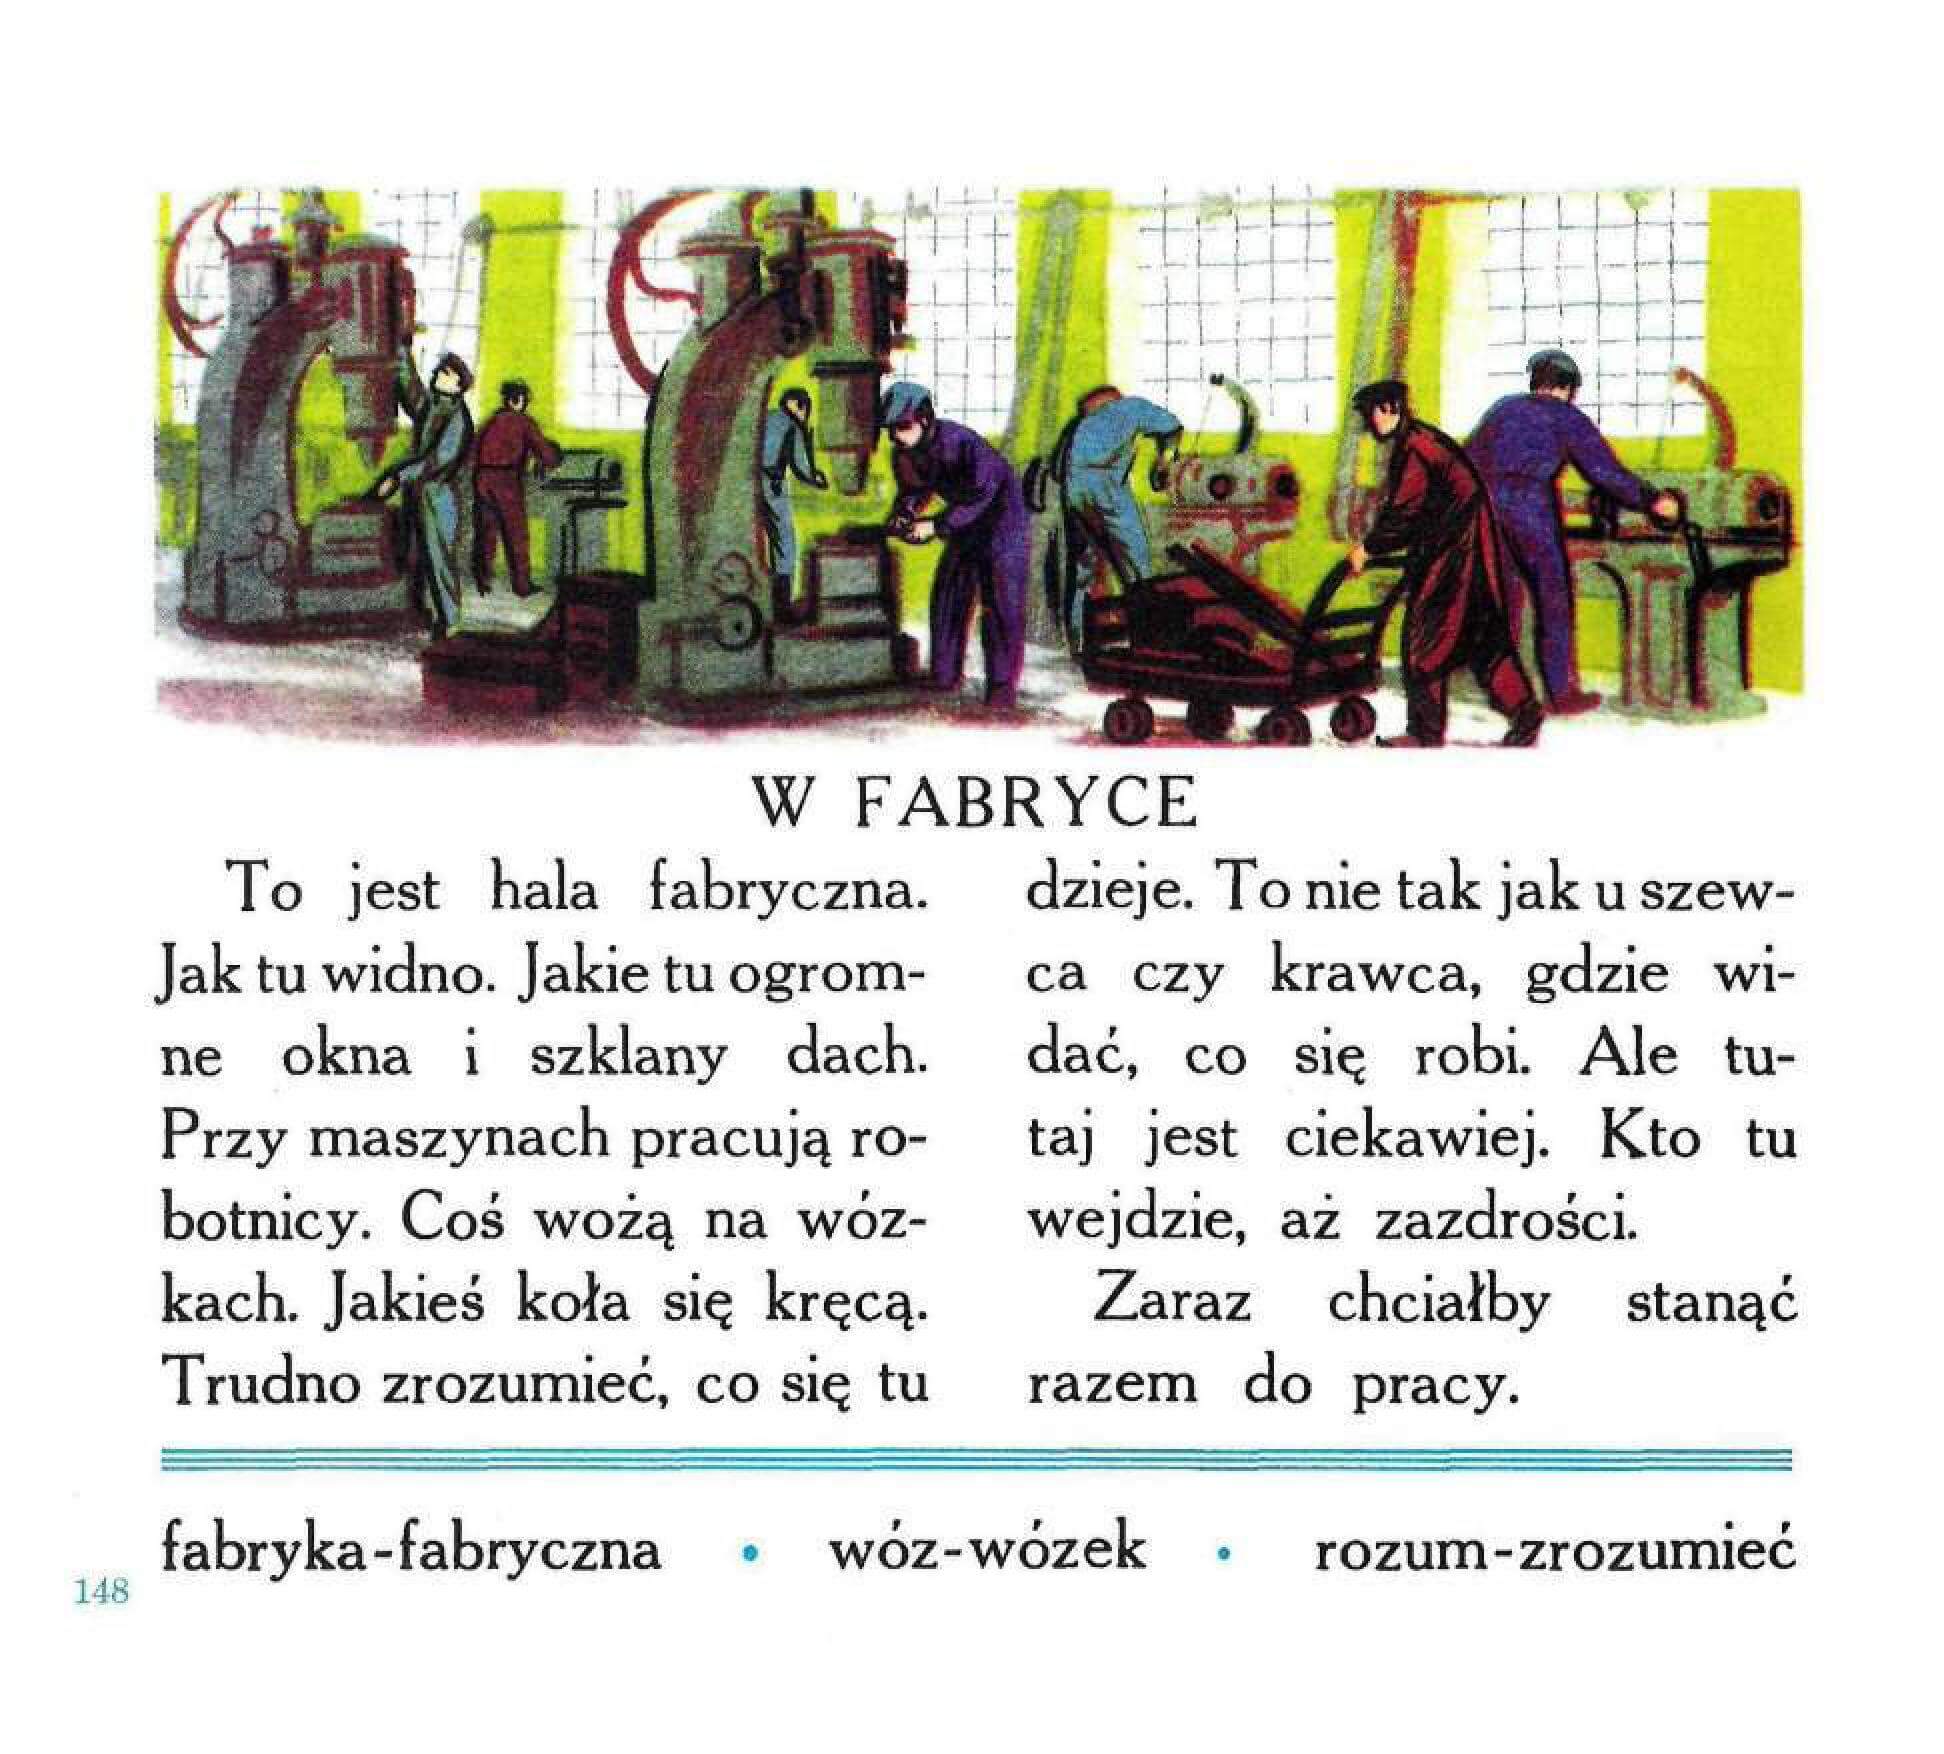 W FABRYCE
To jest hala fabryczna.
Jak tu widno. Jakie tu ogrom-
ne okna i szklany dach.
Przy maszynach pracują ro-
botnicy. Coś wożą na wóz-
kach. Jakieś koła się kręcą.
Trudno zrozumieć, co się tu
dzieje. To nie tak jak u szew-
ca czy krawca, gdzie wi-
dać, co się robi. Ale tu-
taj jest ciekawiej. Kto tu
wejdzie, aż zazdrości.
Zaraz chciałby stanąć
razem do pracy.
fabryka-fabryczna • wóz-wózek • rozum-zrozumieć
148